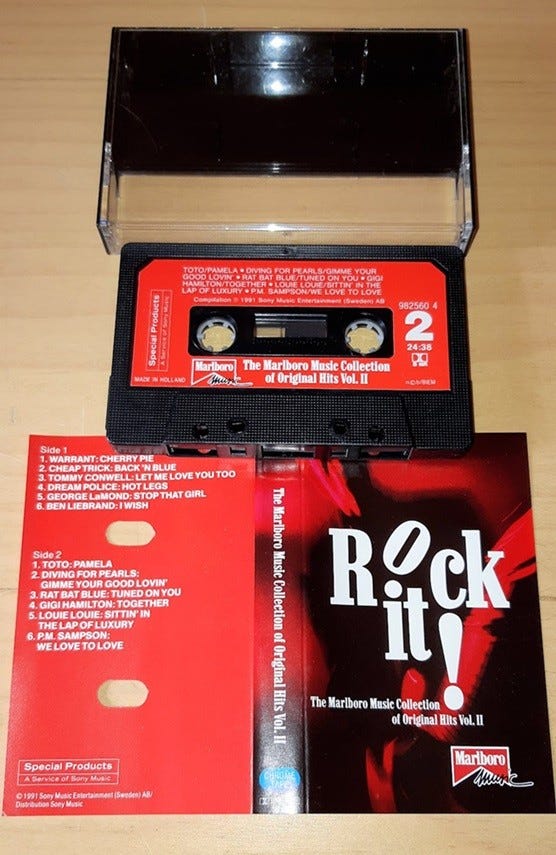 TOTO/PAMELA • DIVING FOR PEARLS/GIMME YOUR
GOOD LOVIN' • RAT BAT BLUE/TUNED ON YOU • GIGI
HAMILTON/TOGETHER • LOUIE LOUIE/SITTIN' IN THE
LAP OF LUXURY • P.M. SAMPSON/WE LOVE TO LOVE
Compilation ℗ 1991 Sony Music Entertainment (Sweden) AB
Special Products
A Service of Sony Music
982560 4
2
24:38
Marlboro
Music
The Marlboro Music Collection
of Original Hits Vol. II
MADE IN HOLLAND
n©b/BIEM
Side 1
1. WARRANT: CHERRY PIE
2. CHEAP TRICK: BACK 'N BLUE
3. TOMMY CONWELL: LET ME LOVE YOU TOO
4. DREAM POLICE: HOT LEGS
5. GEORGE LaMOND: STOP THAT GIRL
6. BEN LIEBRAND: I WISH
Side 2
1. TOTO: PAMELA
2. DIVING FOR PEARLS:
GIMME YOUR GOOD LOVIN'
3. RAT BAT BLUE: TUNED ON YOU
4. GIGI HAMILTON: TOGETHER
5. LOUIE LOUIE: SITTIN' IN
THE LAP OF LUXURY
6. P.M. SAMPSON:
WE LOVE TO LOVE
Special Products
A Service of Sony Music
© 1991 Sony Music Entertainment (Sweden) AB/
Distribution Sony Music
The Marlboro Music Collection of Original Hits Vol. II
CHROME
Rock
it!
The Marlboro Music Collection
of Original Hits Vol. II
Marlboro
Music